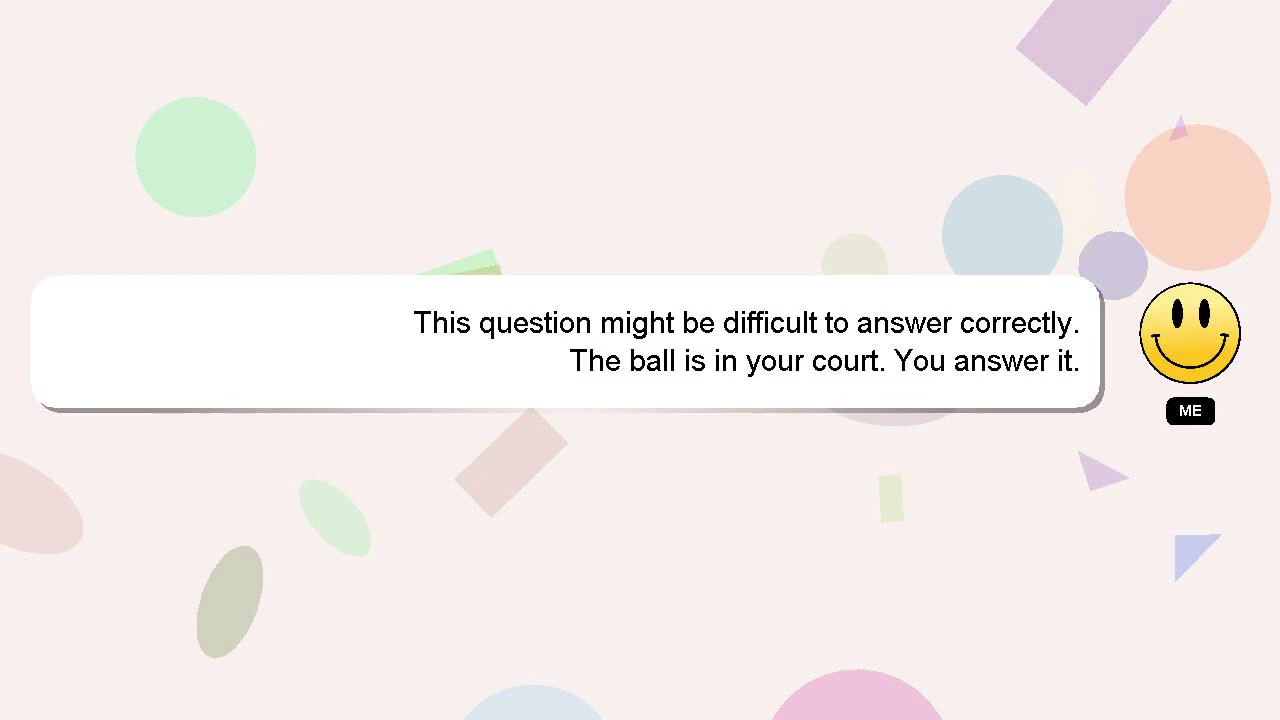 This question might be difficult to answer correctly.
The ball is in your court. You answer it.
ME